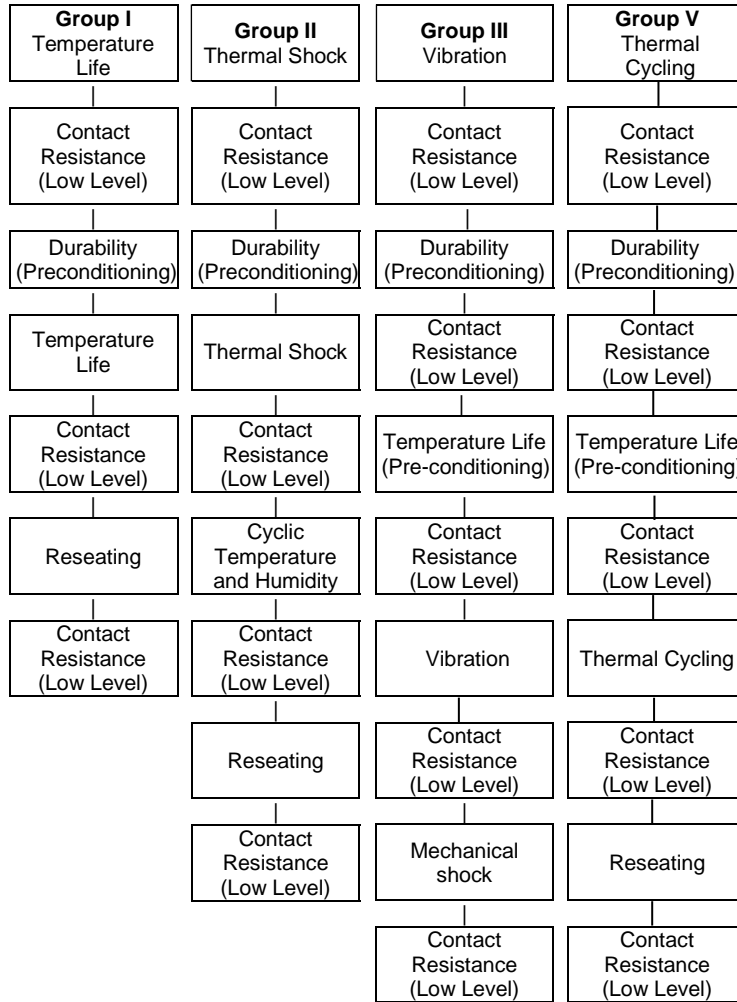 Group I
Temperature
Life
Contact
Resistance
(Low Level)
Durability
(Preconditioning)
Temperature
Life
Contact
Resistance
(Low Level)
Reseating
Contact
Resistance
(Low Level)
Group II
Thermal Shock
Contact
Resistance
(Low Level)
Durability
(Preconditioning)
Thermal Shock
Contact
Resistance
(Low Level)
Cyclic
Temperature
and Humidity
Contact
Resistance
(Low Level)
Reseating
Contact
Resistance
(Low Level)
Group III
Vibration
Contact
Resistance
(Low Level)
Durability
(Preconditioning)
Contact
Resistance
(Low Level)
Temperature Life
(Pre-conditioning)
Contact
Resistance
(Low Level)
Vibration
Contact
Resistance
(Low Level)
Mechanical
shock
Contact
Resistance
(Low Level)
Group V
Thermal
Cycling
Contact
Resistance
(Low Level)
Durability
(Preconditioning)
Contact
Resistance
(Low Level)
Temperature Life
(Pre-conditioning)
Contact
Resistance
(Low Level)
Thermal Cycling
Contact
Resistance
(Low Level)
Reseating
Contact
Resistance
(Low Level)